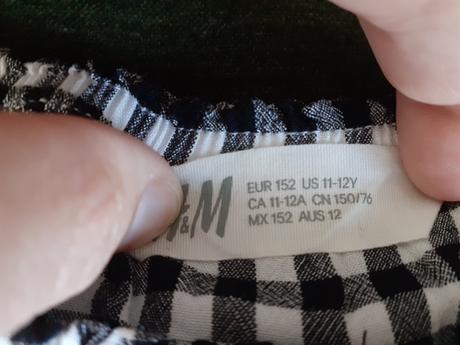 H&M
EUR 152 US 11-12Y
CA 11-12A CN 150/76
MX 152 AUS 12